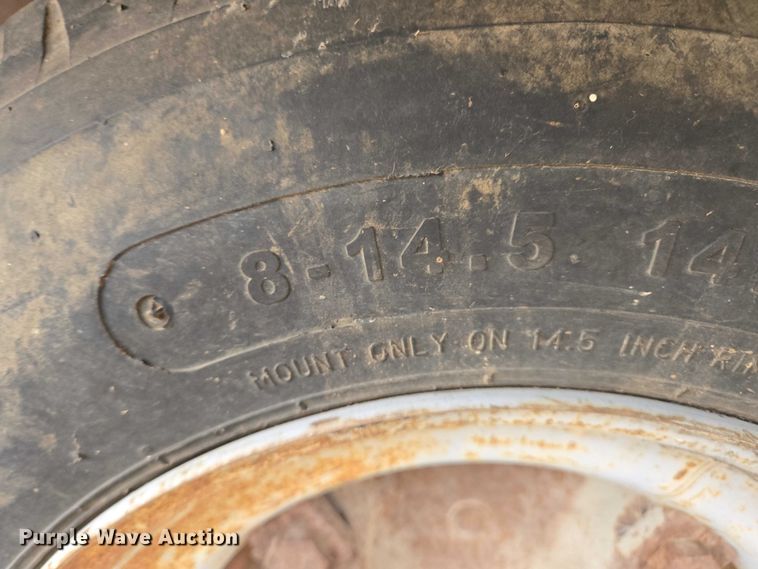 8-14.5 14
MOUNT ONLY ON 14.5 INCH
Purple Wave Auction